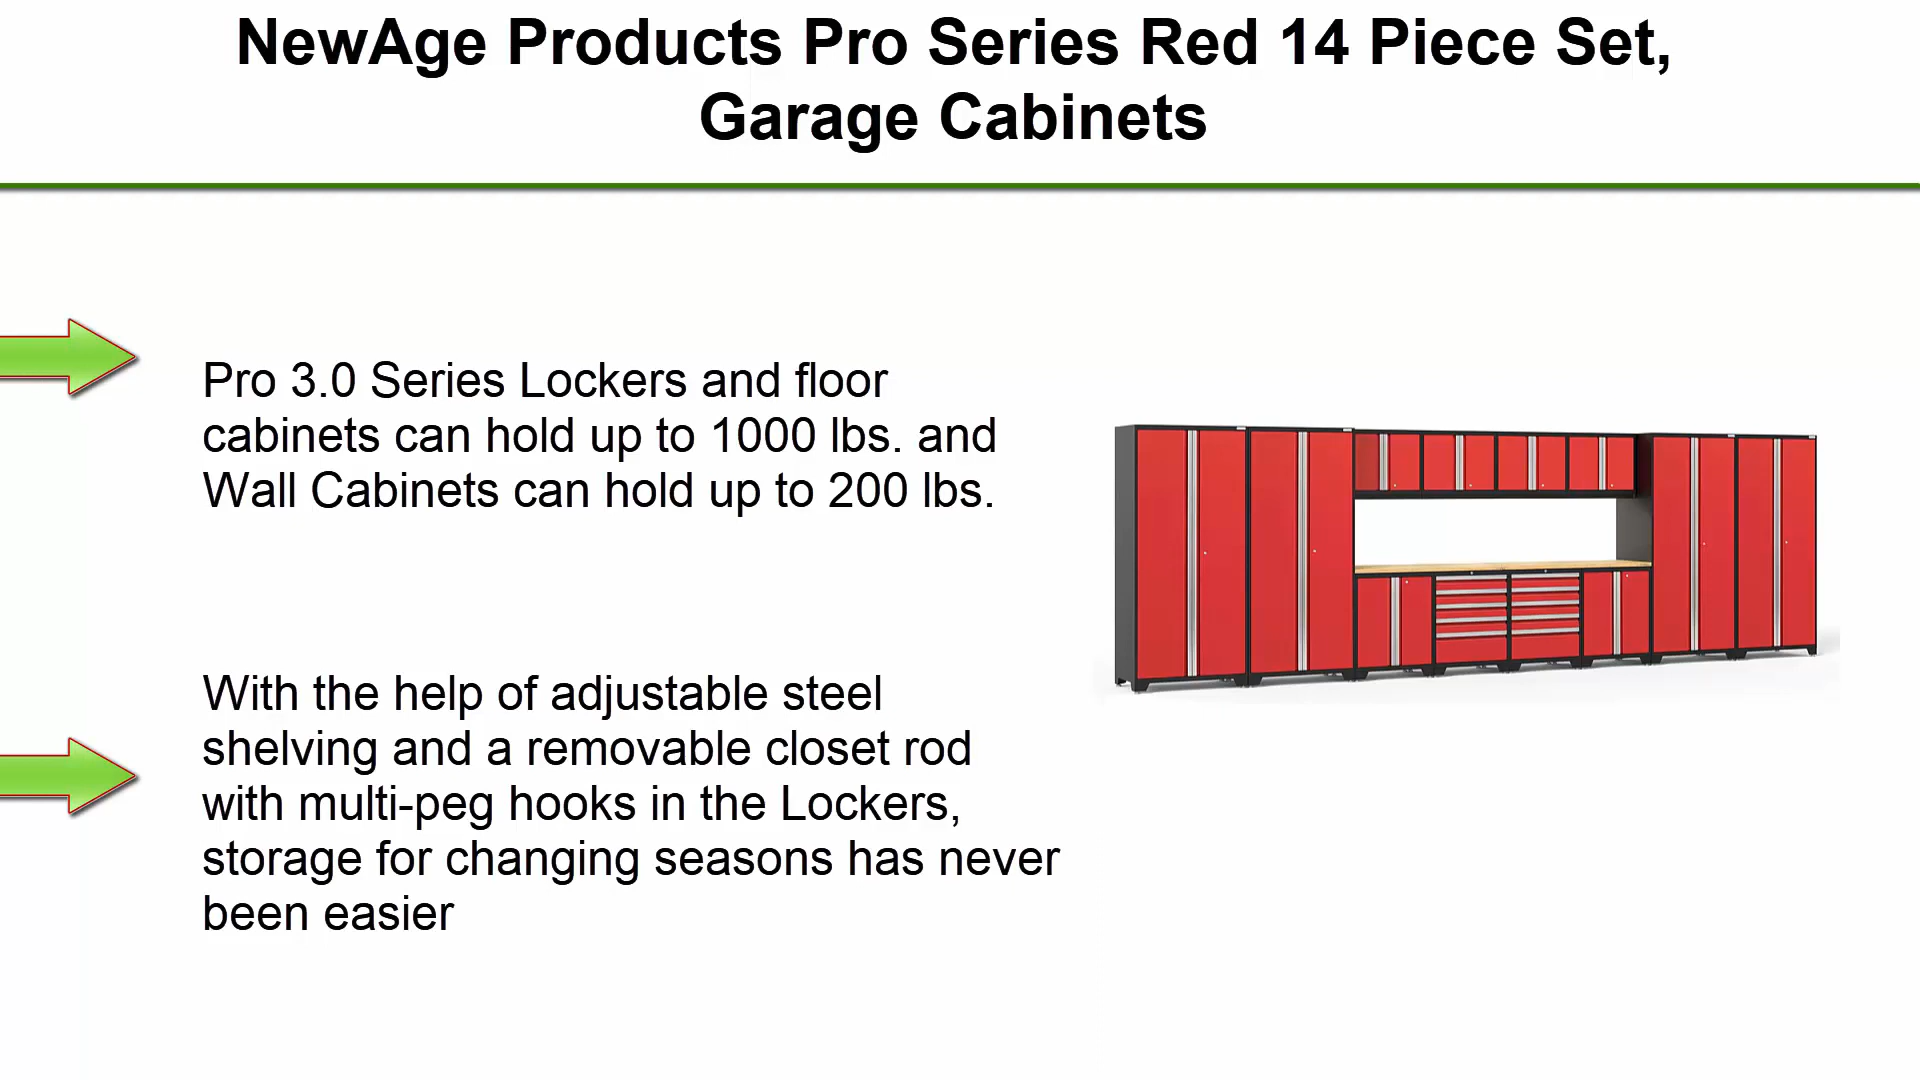 NewAge Products Pro Series Red 14 Piece Set,
Garage Cabinets
Pro 3.0 Series Lockers and floor
cabinets can hold up to 1000 lbs. and
Wall Cabinets can hold up to 200 lbs.
With the help of adjustable steel
shelving and a removable closet rod
with multi-peg hooks in the Lockers,
storage for changing seasons has never
been easier